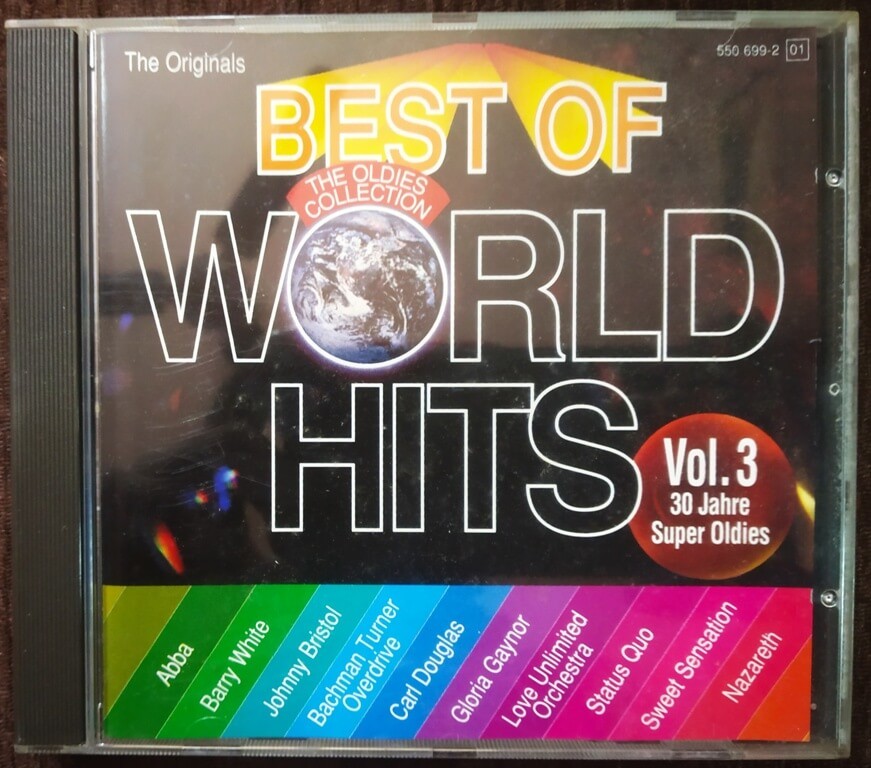 The Originals
550 699-2 01
BEST OF
THE OLDIES
COLLECTION
WORLD
HITS
Vol. 3
30 Jahre
Super Oldies
Abba
Barry White
Johnny Bristol
Bachman Turner
Overdrive
Carl Douglas
Gloria Gaynor
Love Unlimited
Orchestra
Status Quo
Sweet Sensation
Nazareth